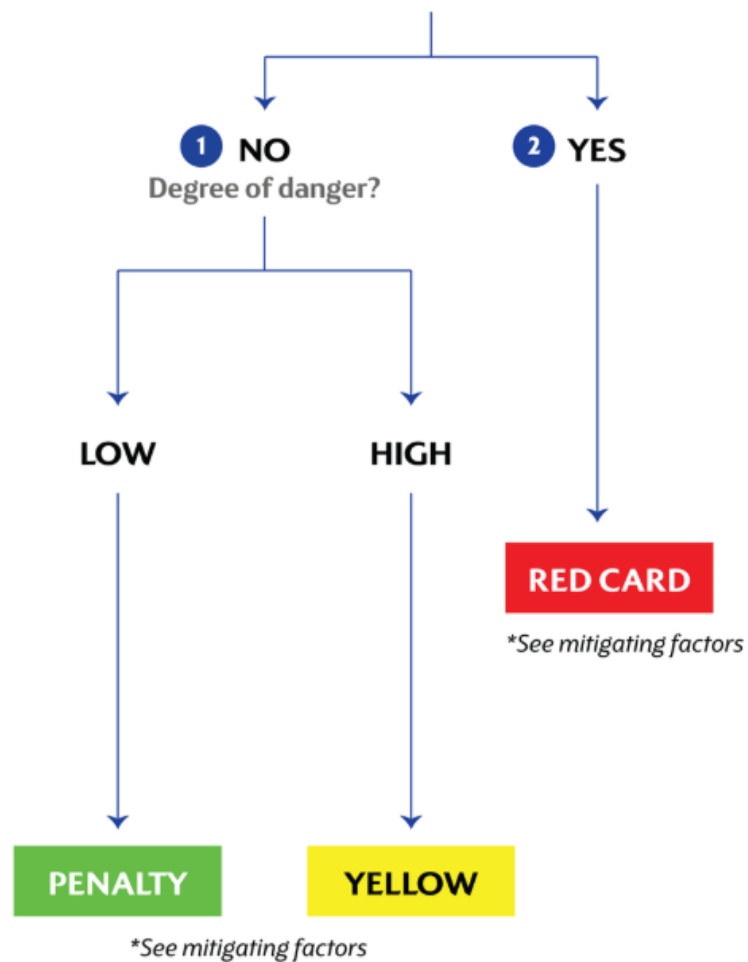 1 NO
Degree of danger?
2 YES
LOW
HIGH
RED CARD
*See mitigating factors
PENALTY
YELLOW
*See mitigating factors